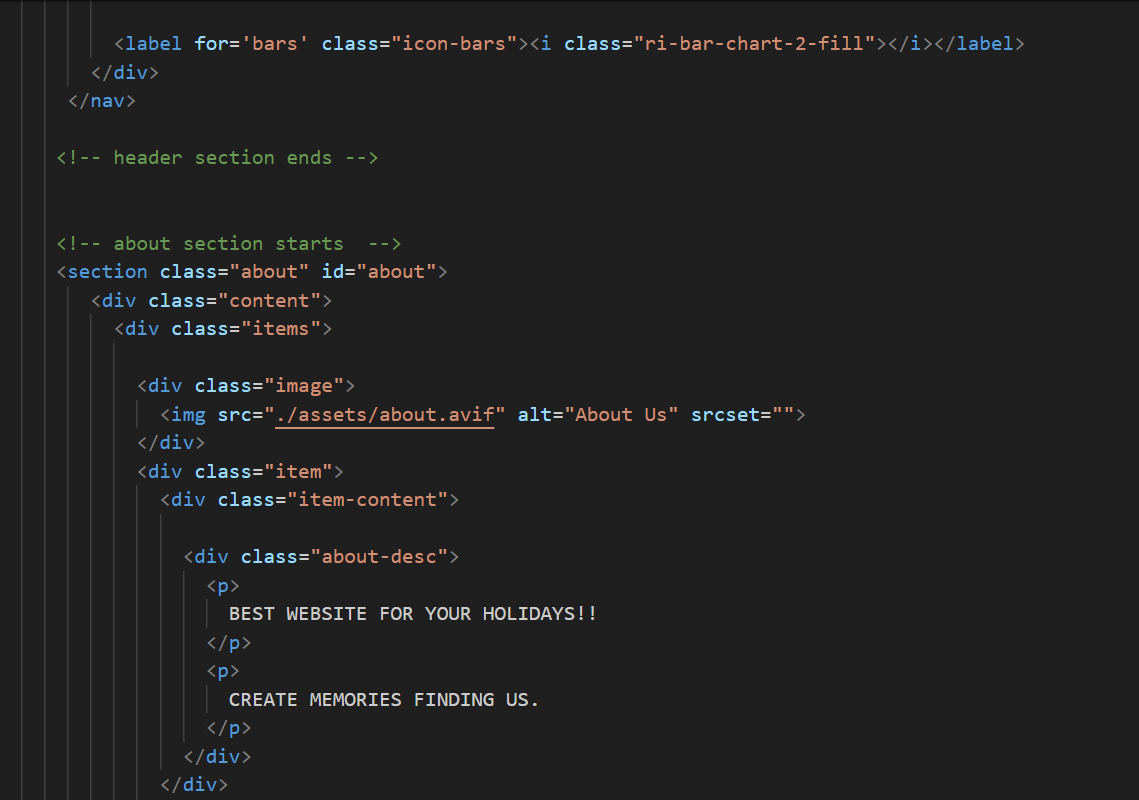 <label for='bars' class="icon-bars"><i class="ri-bar-chart-2-fill"></i></label>
</div>
</nav>
<!-- header section ends -->
<!-- about section starts  -->
<section class="about" id="about">
<div class="content">
<div class="items">
<div class="image">
<img src="./assets/about.avif" alt="About Us" srcset="">
</div>
<div class="item">
<div class="item-content">
<div class="about-desc">
<p>
BEST WEBSITE FOR YOUR HOLIDAYS!!
</p>
<p>
CREATE MEMORIES FINDING US.
</p>
</div>
</div>